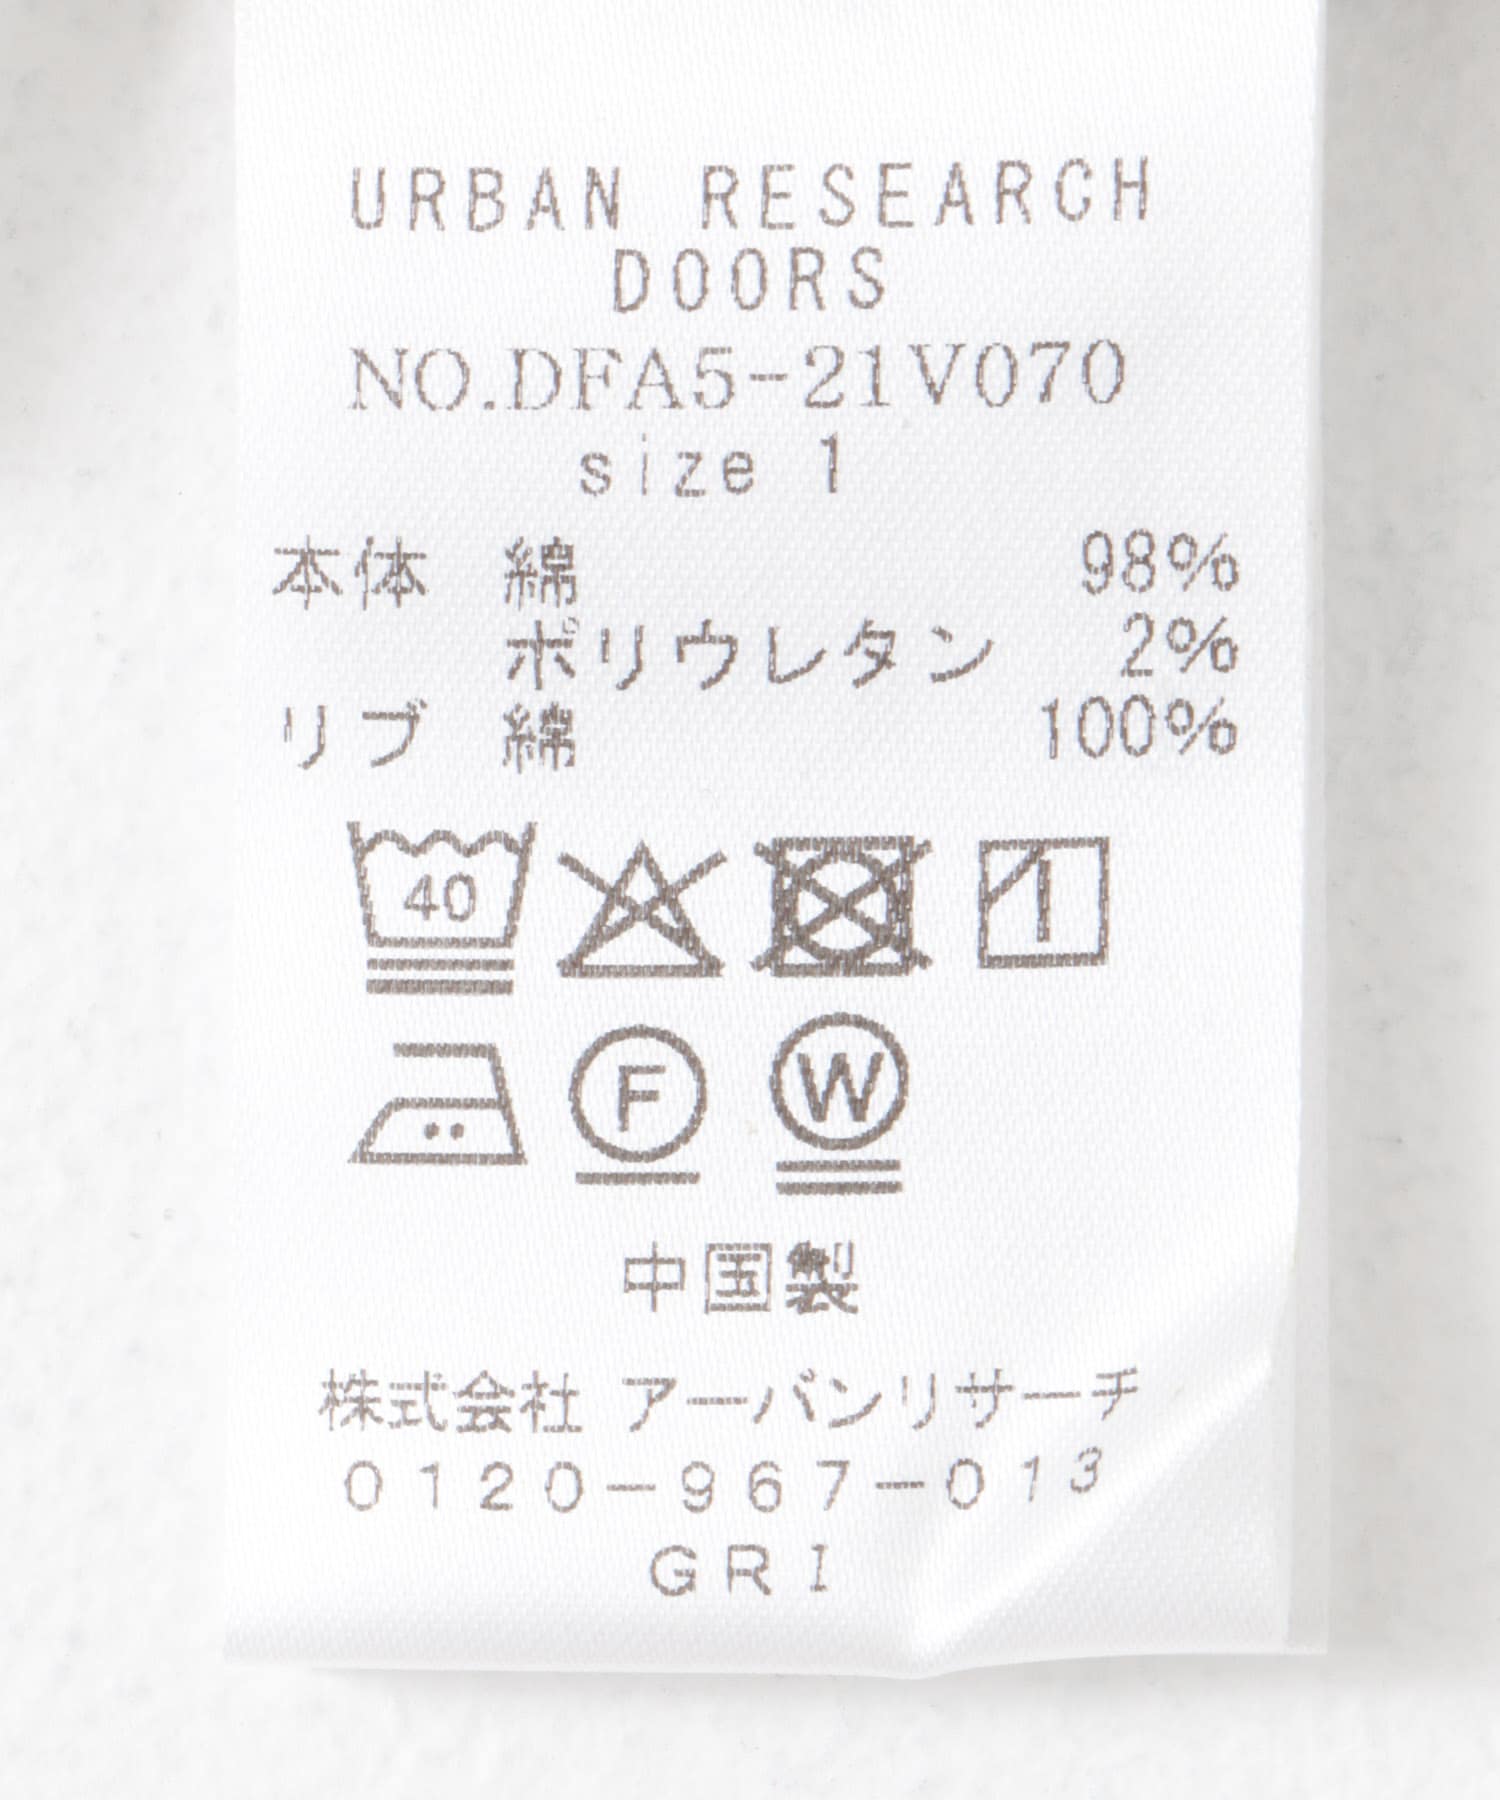 URBAN RESEARCH
DOORS
NO.DFA5-21V070
size 1
本体 綿 98%
ポリウレタン 2%
リブ 綿 100%
40
F W
中国製
株式会社 アーバンリサーチ
0120-967-013
GRI